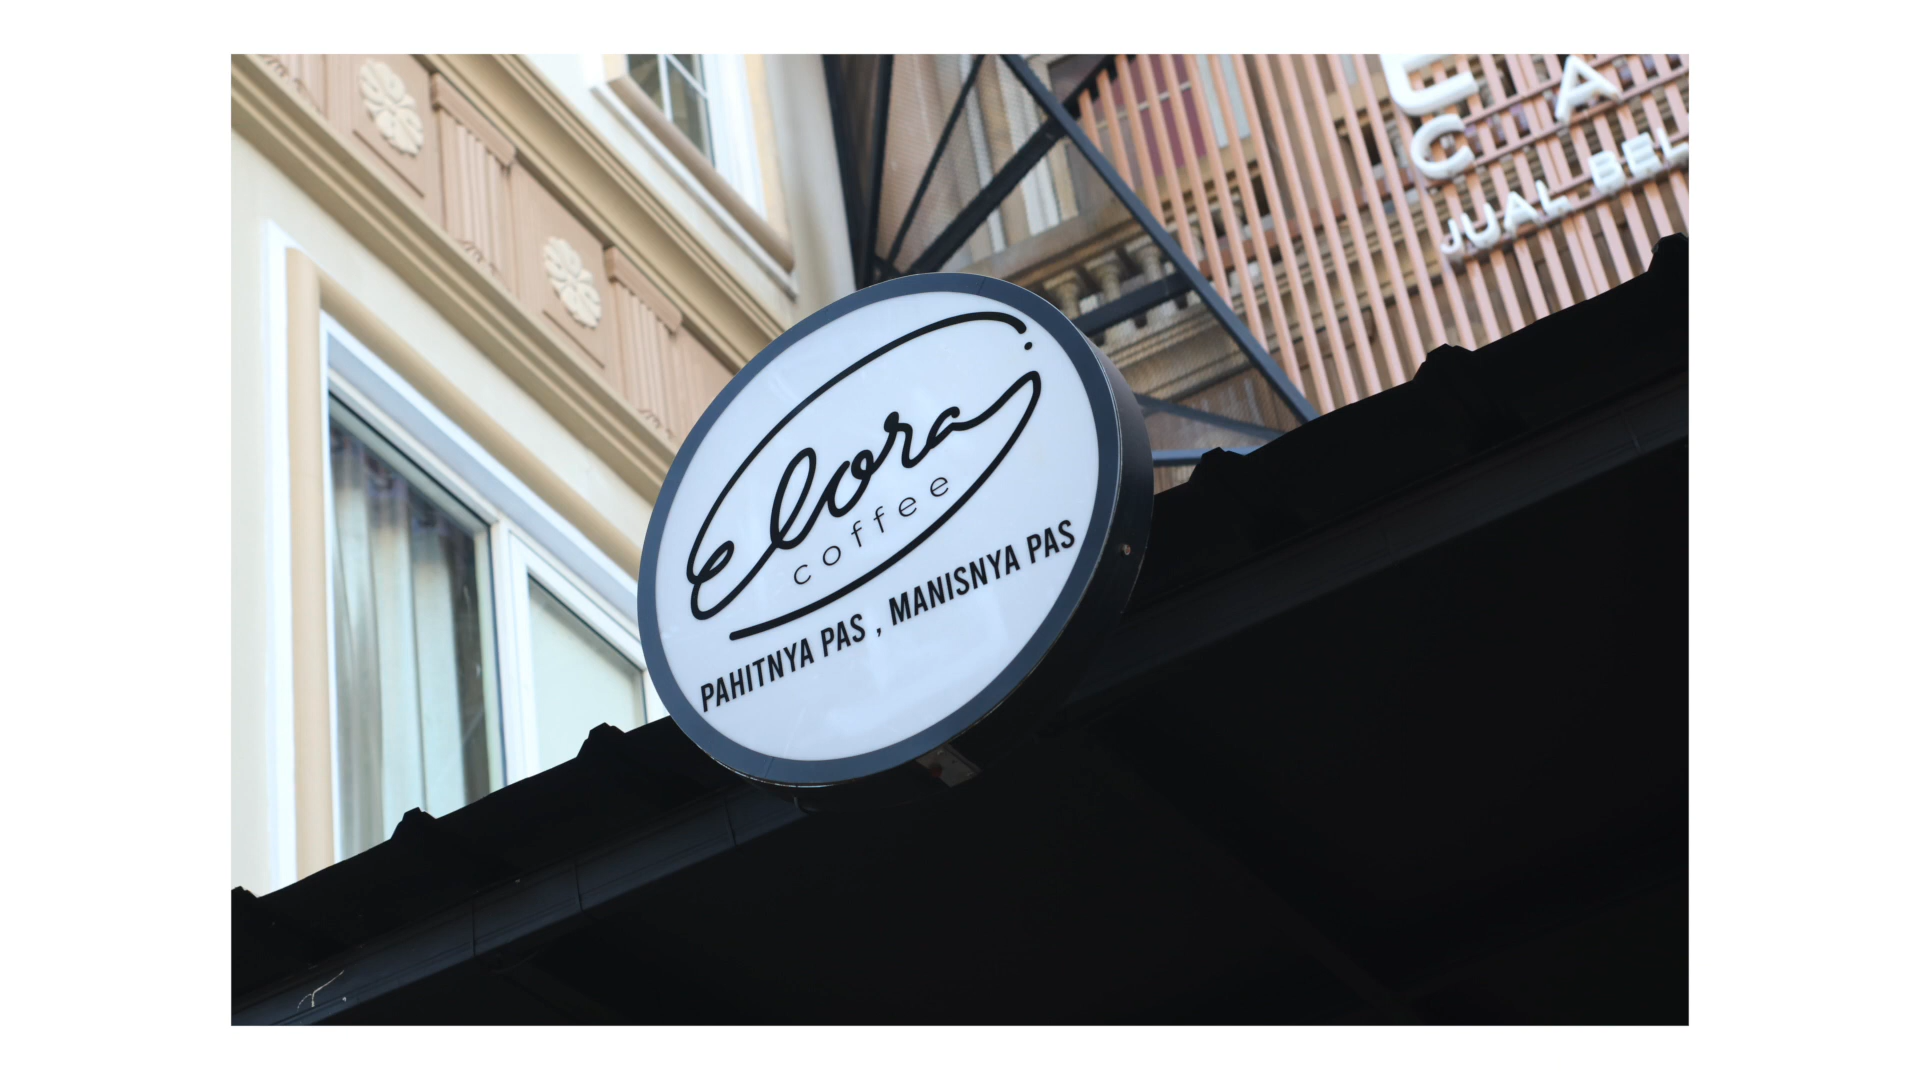 Elora
coffee
PAHITNYA PAS , MANISNYA PAS
C A
JUAL BEL